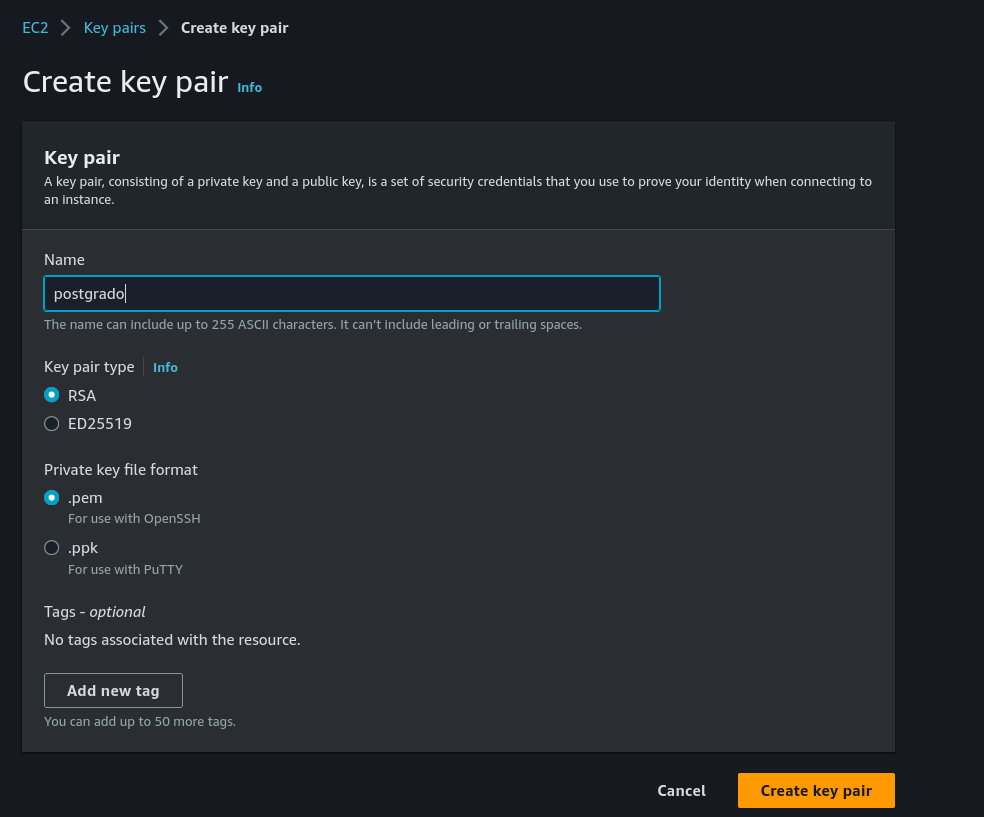 EC2 > Key pairs > Create key pair
Create key pair Info
Key pair
A key pair, consisting of a private key and a public key, is a set of security credentials that you use to prove your identity when connecting to
an instance.
Name
postgrado
The name can include up to 255 ASCII characters. It can't include leading or trailing spaces.
Key pair type Info
RSA
ED25519
Private key file format
.pem
For use with OpenSSH
.ppk
For use with PuTTY
Tags - optional
No tags associated with the resource.
Add new tag
You can add up to 50 more tags.
Cancel Create key pair